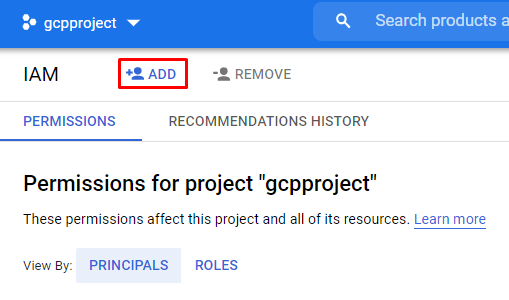 gcpproject
Search products a
IAM
ADD
REMOVE
PERMISSIONS
RECOMMENDATIONS HISTORY
Permissions for project "gcpproject"
These permissions affect this project and all of its resources. Learn more
View By:
PRINCIPALS
ROLES